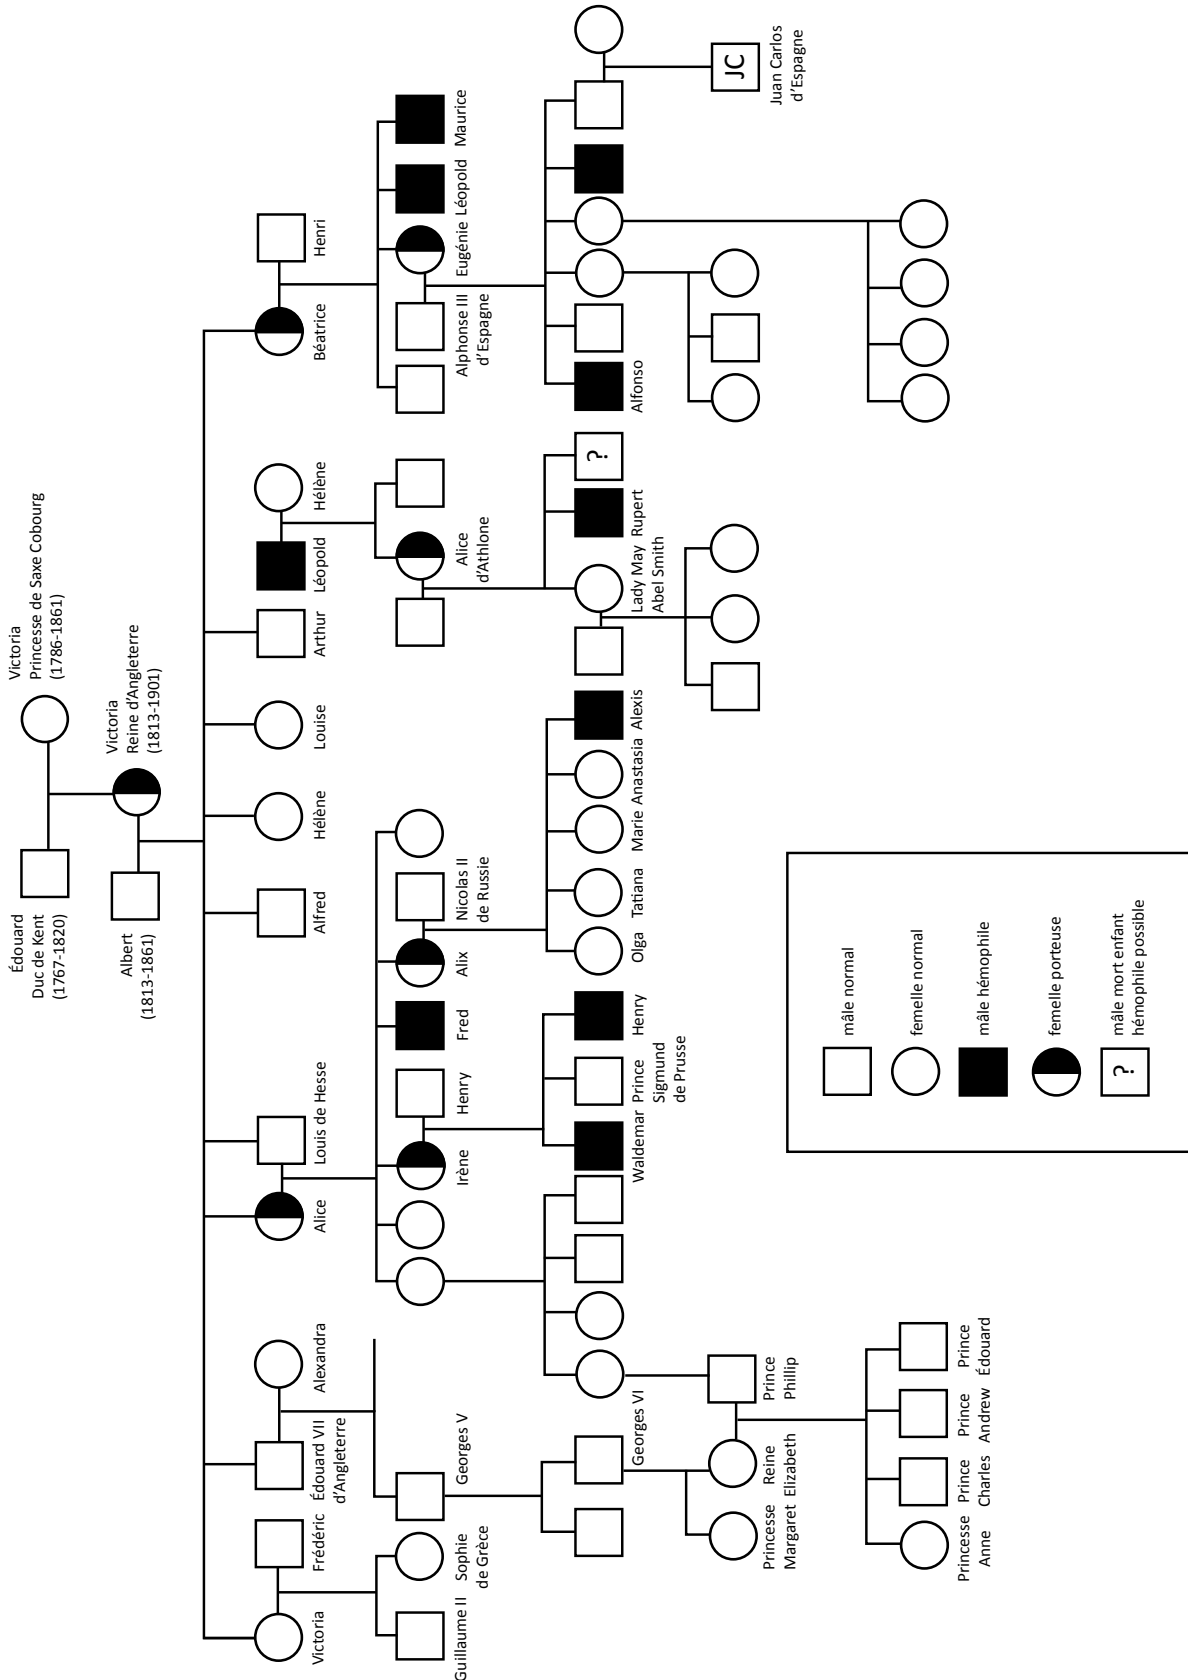 Victoria
Princesse de Saxe Cobourg
(1786-1861)
Édouard
Duc de Kent
(1767-1820)
Victoria
Reine d'Angleterre
(1813-1901)
Albert
(1813-1861)
Victoria
Frédéric
Édouard VII
d'Angleterre
Alexandra
Alice
Louis de Hesse
Alfred
Hélène
Louise
Arthur
Léopold
Hélène
Béatrice
Henri
Guillaume II
Sophie
de Grèce
Georges V
Irène
Henry
Fred
Alix
Nicolas II
de Russie
Alice
d'Athlone
Alphonse III
d'Espagne
Eugénie
Léopold
Maurice
Georges VI
Waldemar
Prince
Sigmund
de Prusse
Henry
Olga
Tatiana
Marie
Anastasia
Alexis
Lady May
Abel Smith
Rupert
?
Alfonso
Princesse
Margaret
Reine
Elizabeth
Prince
Phillip
JC
Juan Carlos
d'Espagne
Princesse
Anne
Prince
Charles
Prince
Andrew
Prince
Édouard
mâle normal
femelle normal
mâle hémophile
femelle porteuse
?
mâle mort enfant
hémophile possible